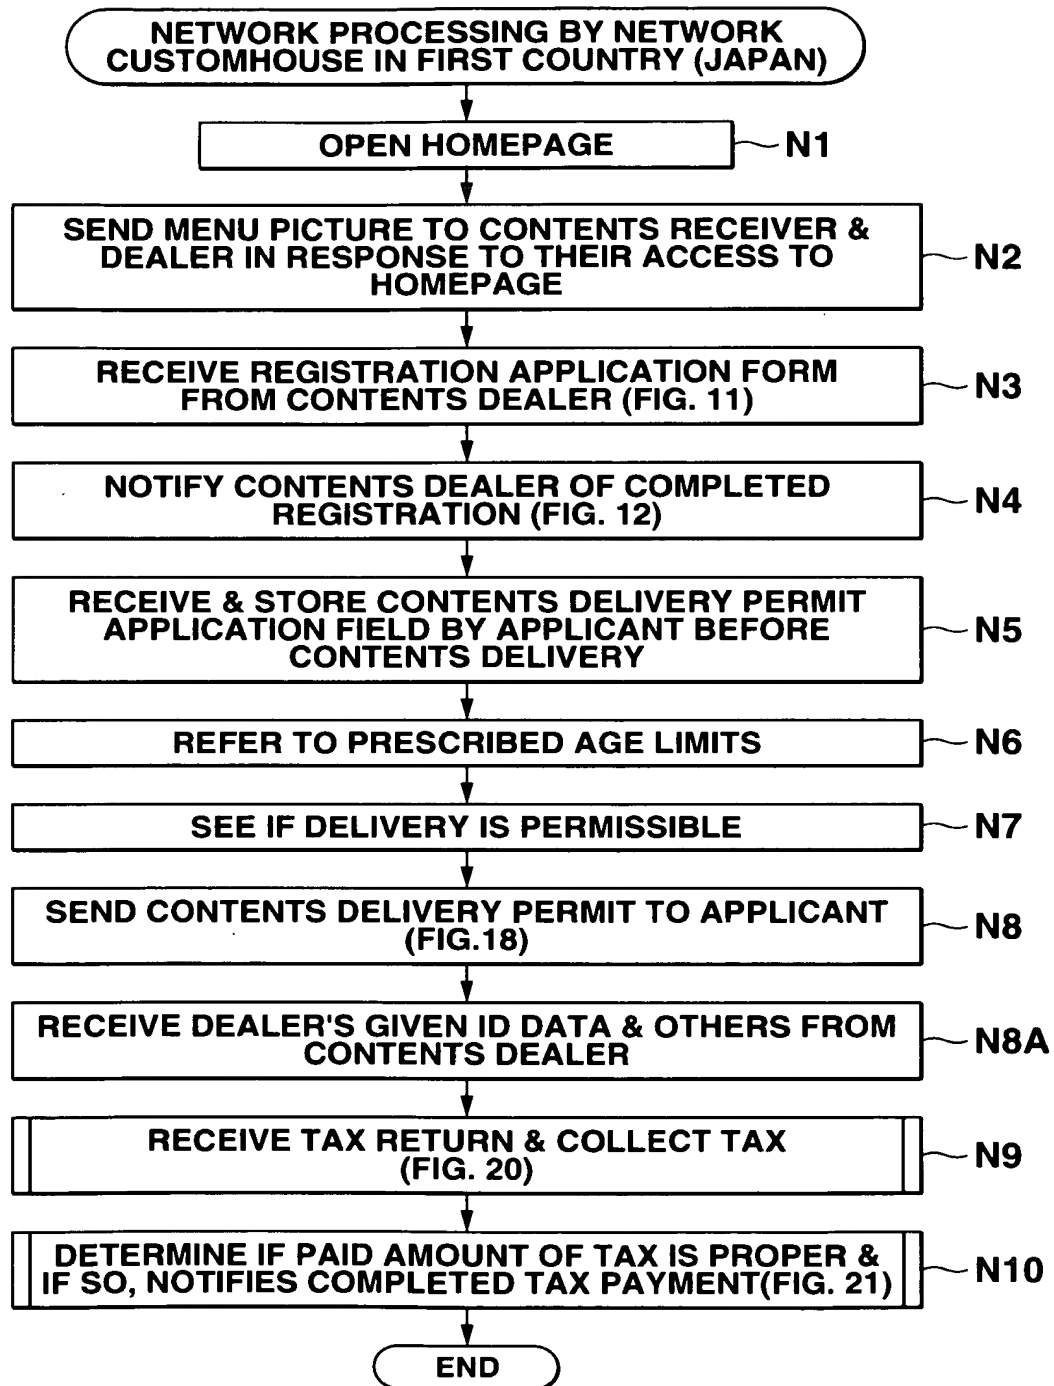 NETWORK PROCESSING BY NETWORK
CUSTOMHOUSE IN FIRST COUNTRY (JAPAN)
OPEN HOMEPAGE
N1
SEND MENU PICTURE TO CONTENTS RECEIVER &
DEALER IN RESPONSE TO THEIR ACCESS TO
HOMEPAGE
N2
RECEIVE REGISTRATION APPLICATION FORM
FROM CONTENTS DEALER (FIG. 11)
N3
NOTIFY CONTENTS DEALER OF COMPLETED
REGISTRATION (FIG. 12)
N4
RECEIVE & STORE CONTENTS DELIVERY PERMIT
APPLICATION FIELD BY APPLICANT BEFORE
CONTENTS DELIVERY
N5
REFER TO PRESCRIBED AGE LIMITS
N6
SEE IF DELIVERY IS PERMISSIBLE
N7
SEND CONTENTS DELIVERY PERMIT TO APPLICANT
(FIG.18)
N8
RECEIVE DEALER'S GIVEN ID DATA & OTHERS FROM
CONTENTS DEALER
N8A
RECEIVE TAX RETURN & COLLECT TAX
(FIG. 20)
N9
DETERMINE IF PAID AMOUNT OF TAX IS PROPER &
IF SO, NOTIFIES COMPLETED TAX PAYMENT(FIG. 21)
N10
END